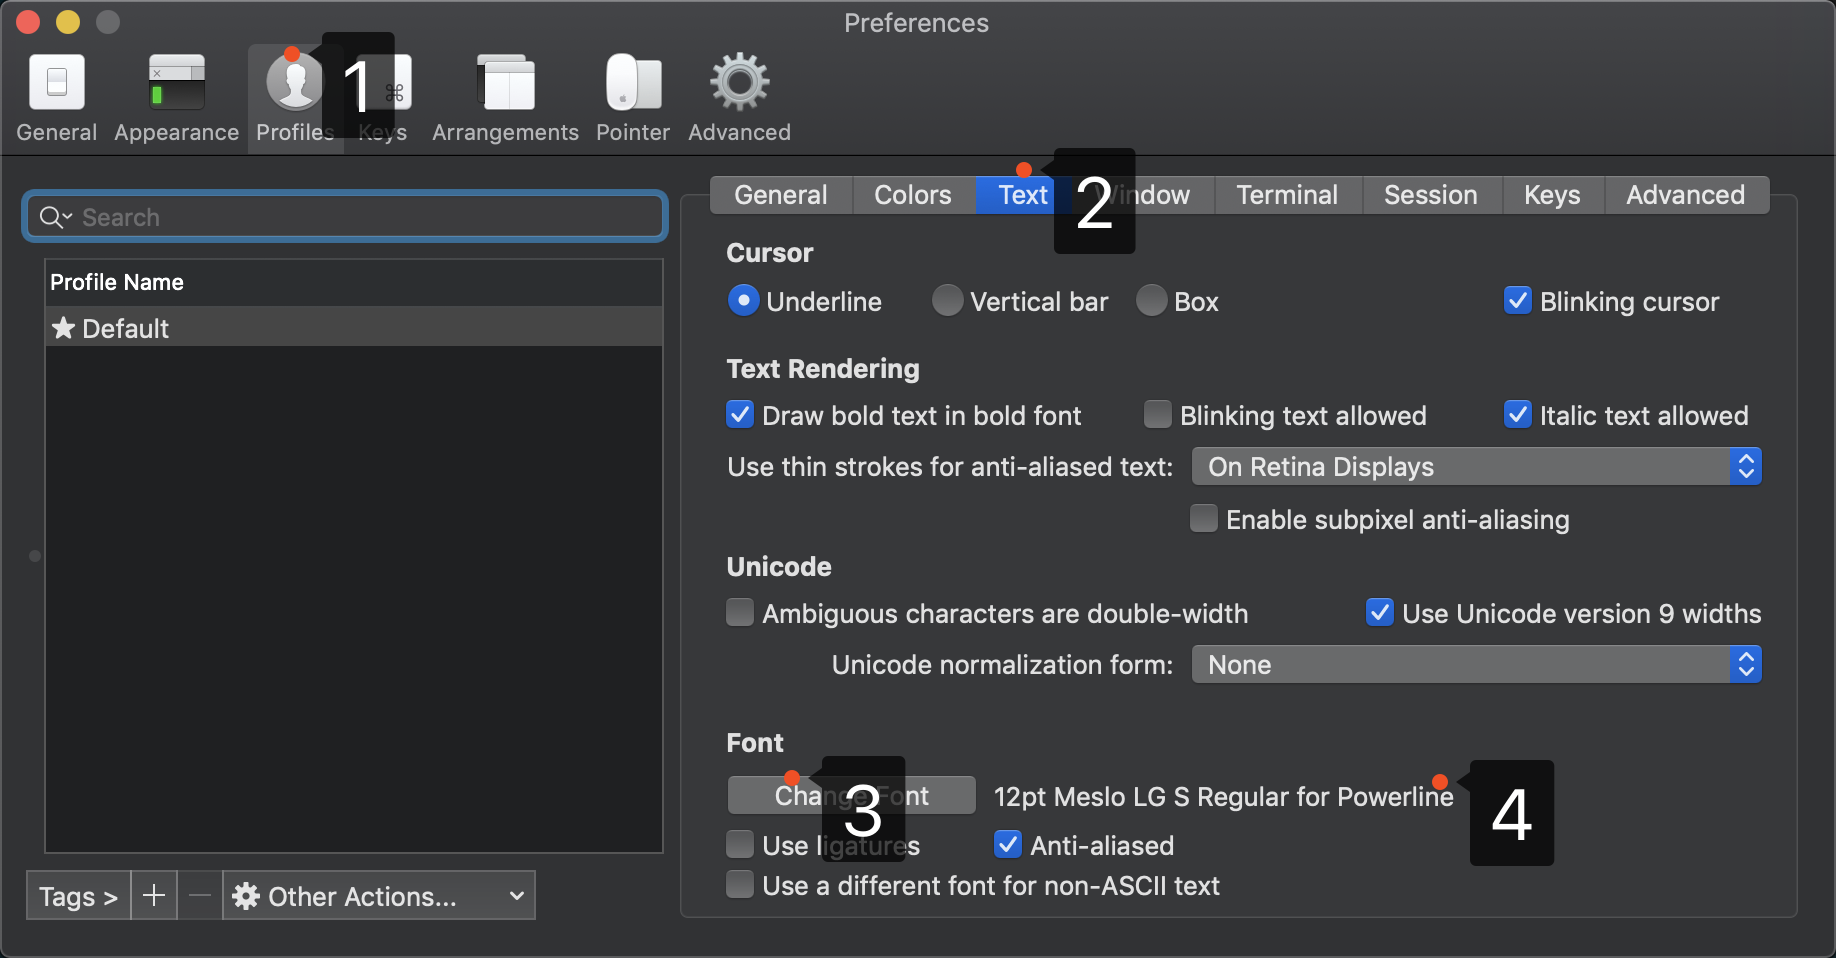 Preferences
General Appearance Profiles 1 Keys Arrangements Pointer Advanced
Search
General Colors Text 2 Window Terminal Session Keys Advanced
Profile Name
Default
Cursor
Underline Vertical bar Box Blinking cursor
Text Rendering
Draw bold text in bold font Blinking text allowed Italic text allowed
Use thin strokes for anti-aliased text: On Retina Displays
Enable subpixel anti-aliasing
Unicode
Ambiguous characters are double-width Use Unicode version 9 widths
Unicode normalization form: None
Font
Change Font 3 12pt Meslo LG S Regular for Powerline 4
Use ligatures Anti-aliased
Use a different font for non-ASCII text
Tags > + — Other Actions...